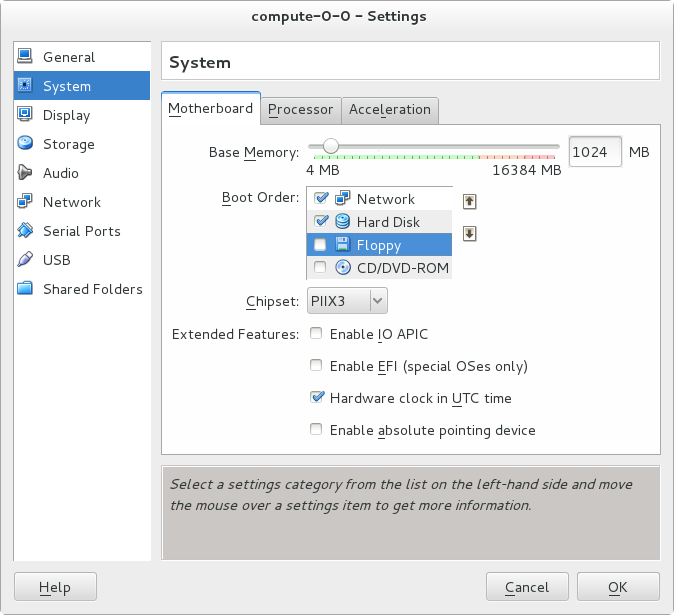 compute-0-0 – Settings
General
System
Display
Storage
Audio
Network
Serial Ports
USB
Shared Folders
System
Motherboard Processor Acceleration
Base Memory: 1024 MB
4 MB 16384 MB
Boot Order: Network
Hard Disk
Floppy
CD/DVD-ROM
Chipset: PIIX3
Extended Features: Enable IO APIC
Enable EFI (special OSes only)
Hardware clock in UTC time
Enable absolute pointing device
Select a settings category from the list on the left-hand side and move
the mouse over a settings item to get more information.
Help Cancel OK